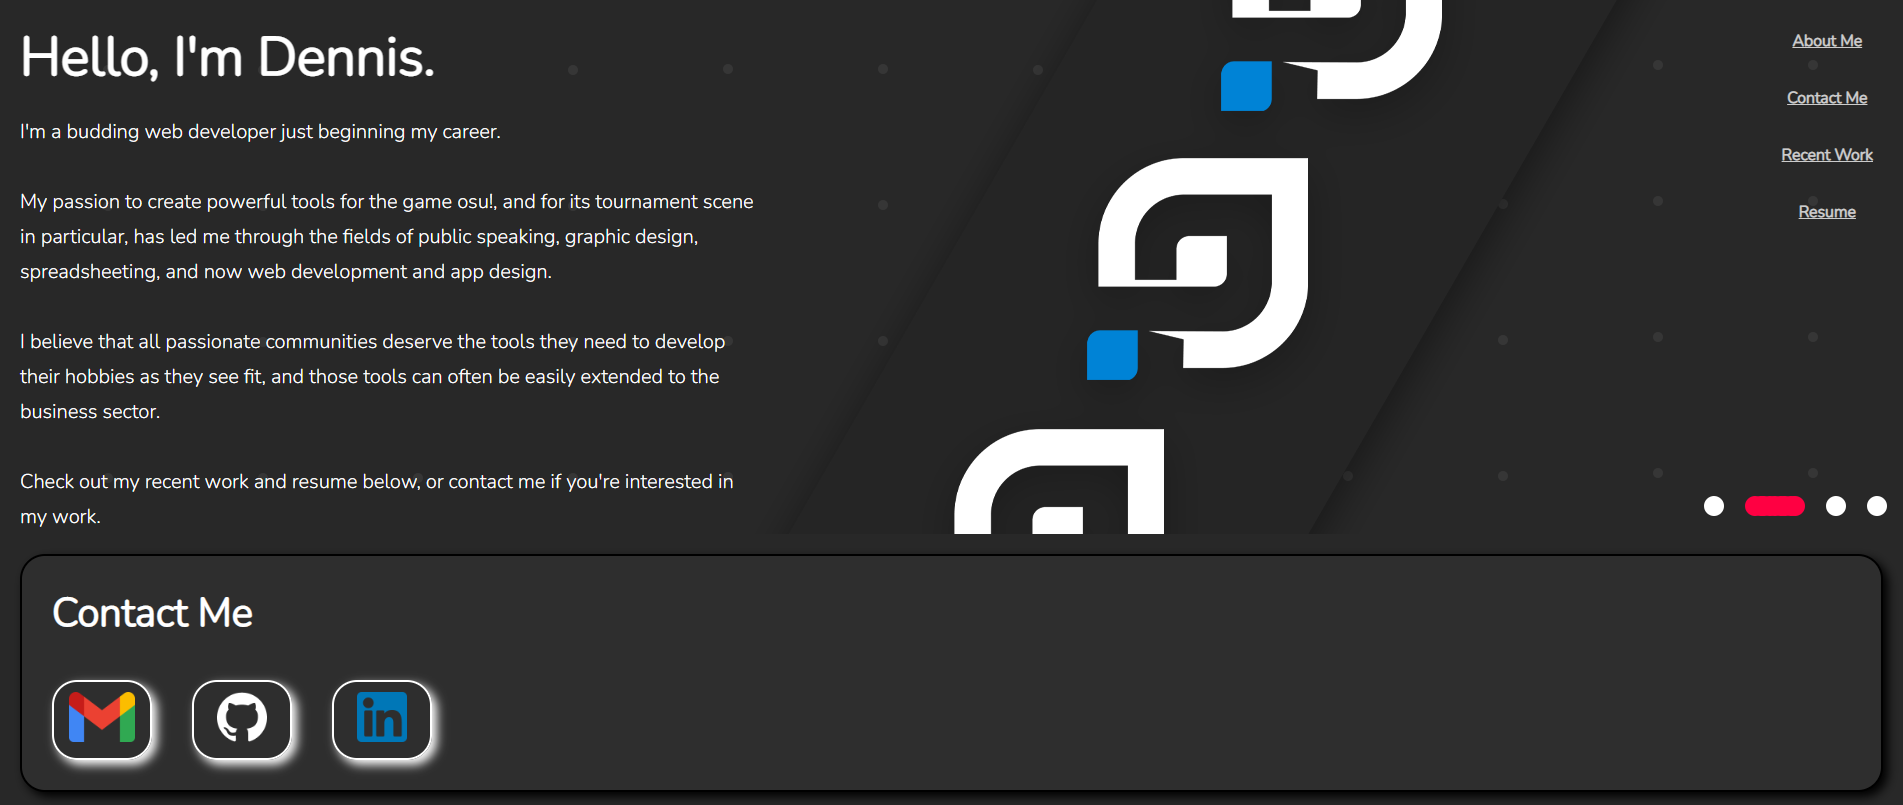 Hello, I'm Dennis.
I'm a budding web developer just beginning my career.
My passion to create powerful tools for the game osu!, and for its tournament scene
in particular, has led me through the fields of public speaking, graphic design,
spreadsheeting, and now web development and app design.
I believe that all passionate communities deserve the tools they need to develop
their hobbies as they see fit, and those tools can often be easily extended to the
business sector.
Check out my recent work and resume below, or contact me if you're interested in
my work.
About Me
Contact Me
Recent Work
Resume
Contact Me
in